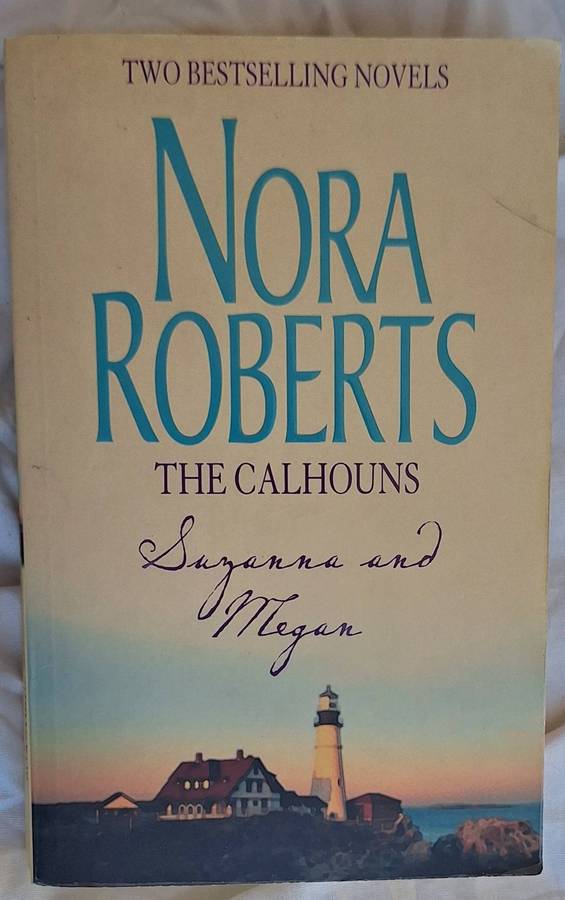 TWO BESTSELLING NOVELS
NORA
ROBERTS
THE CALHOUNS
Suzanna and
Megan